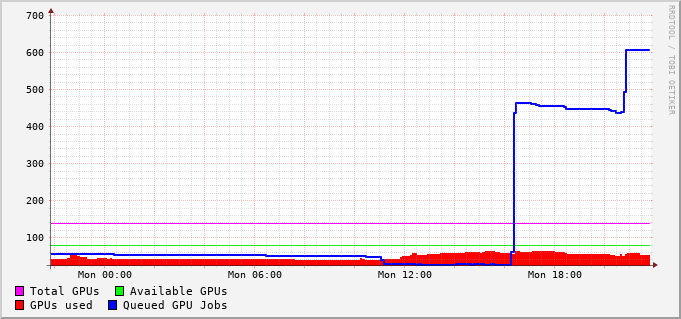 700
600
500
400
300
200
100
Mon 00:00 Mon 06:00 Mon 12:00 Mon 18:00
Total GPUs Available GPUs
GPUs used Queued GPU Jobs
RRDTOOL / TOBI OETIKER